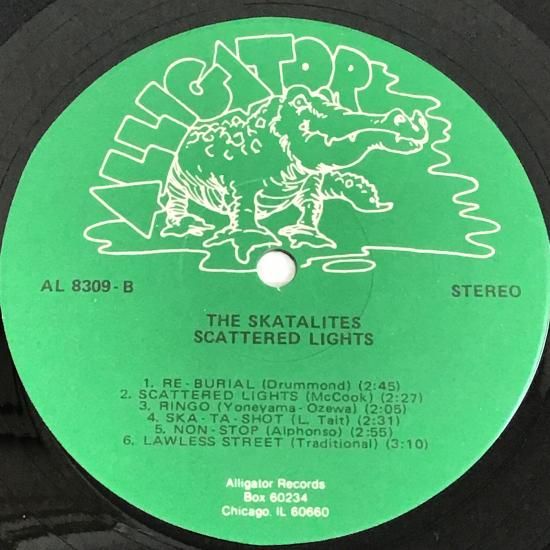 ALLIGATOR
AL 8309-B
STEREO
THE SKATALITES
SCATTERED LIGHTS
1. RE-BURIAL (Drummond) (2:45)
2. SCATTERED LIGHTS (McCook) (2:27)
3. RINGO (Yoneyama-Ozewa) (2:05)
4. SKA-TA-SHOT (L. Tait) (2:31)
5. NON-STOP (Alphonso) (2:55)
6. LAWLESS STREET (Traditional) (3:10)
Alligator Records
Box 60234
Chicago, IL 60660